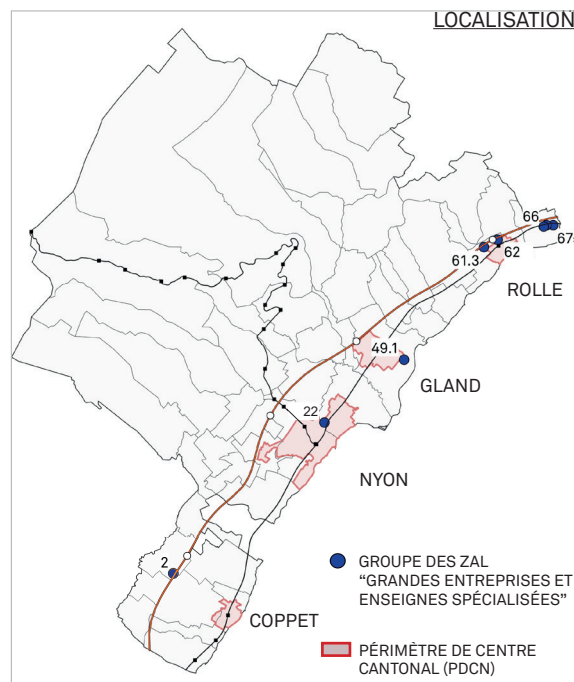 LOCALISATION
66
67
62
61.3
ROLLE
49.1
GLAND
22
NYON
2
COPPET
GROUPE DES ZAL
“GRANDES ENTREPRISES ET
ENSEIGNES SPÉCIALISÉES”
PÉRIMÈTRE DE CENTRE
CANTONAL (PDCN)